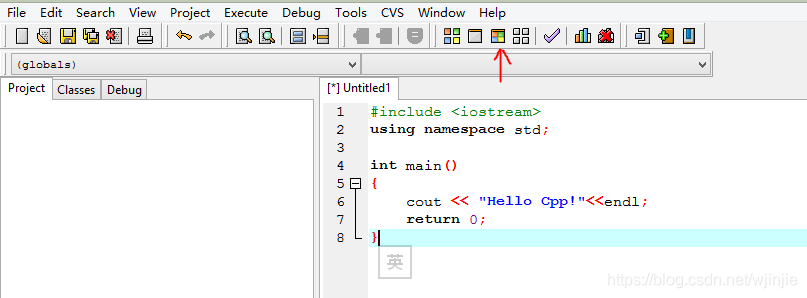 File Edit Search View Project Execute Debug Tools CVS Window Help
(globals)
Project Classes Debug
[*] Untitled1
1 #include <iostream>
2 using namespace std;
3
4 int main()
5 {
6 cout << "Hello Cpp!"<<endl;
7 return 0;
8 }
英
https://blog.csdn.net/wjinjie